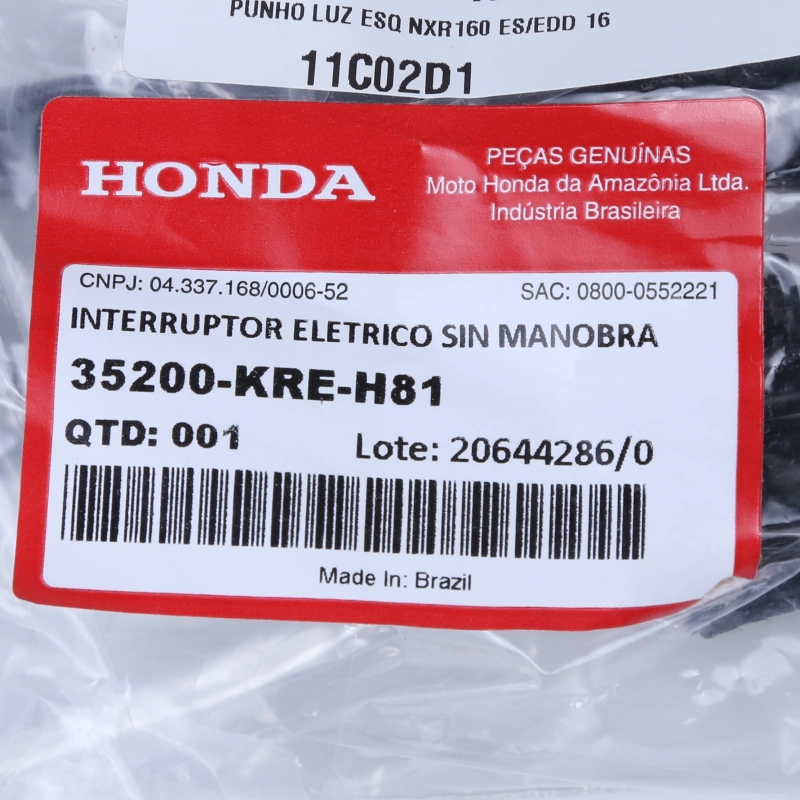 PUNHO LUZ ESQ NXR160 ES/EDD 16
11C02D1
HONDA
PEÇAS GENUÍNAS
Moto Honda da Amazônia Ltda.
Indústria Brasileira
CNPJ: 04.337.168/0006-52
SAC: 0800-0552221
INTERRUPTOR ELETRICO SIN MANOBRA
35200-KRE-H81
QTD: 001
Lote: 20644286/0
Made In: Brazil